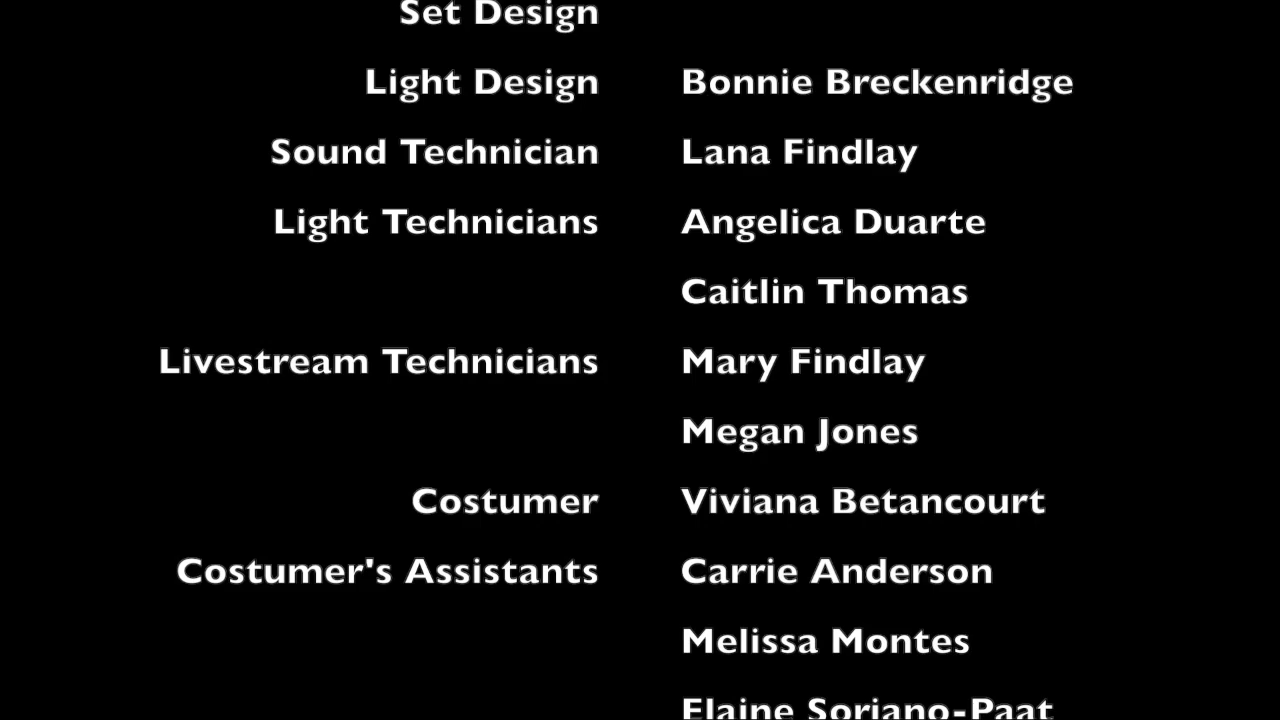 Set Design
Light Design Bonnie Breckenridge
Sound Technician Lana Findlay
Light Technicians Angelica Duarte
Caitlin Thomas
Livestream Technicians Mary Findlay
Megan Jones
Costumer Viviana Betancourt
Costumer's Assistants Carrie Anderson
Melissa Montes
Elaine Soriano-Paat